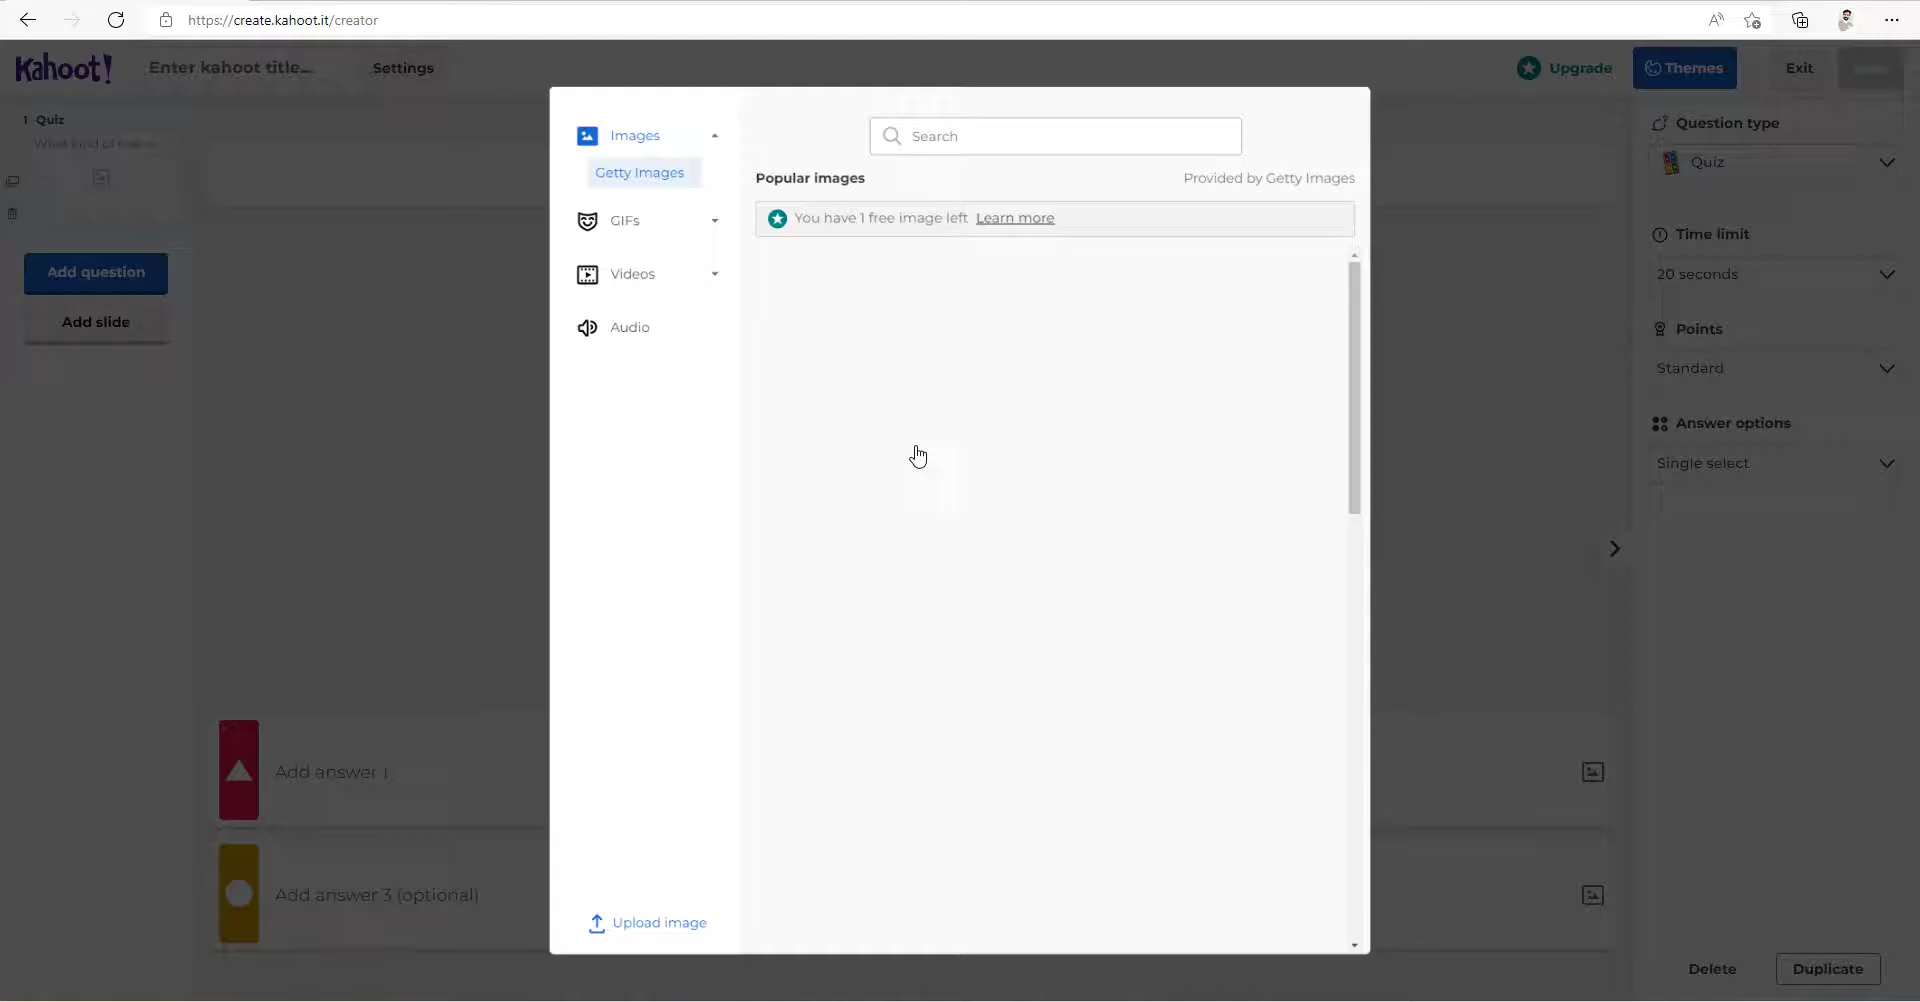 https://create.kahoot.it/creator
Kahoot!
Enter kahoot title...
Settings
Upgrade
Themes
Exit
1 Quiz
Add question
Add slide
Images
Getty Images
GIFs
Videos
Audio
Upload image
Search
Popular images
Provided by Getty Images
You have 1 free image left Learn more
Add answer 1
Add answer 3 (optional)
Question type
Quiz
Time limit
20 seconds
Points
Standard
Answer options
Single select
Delete
Duplicate